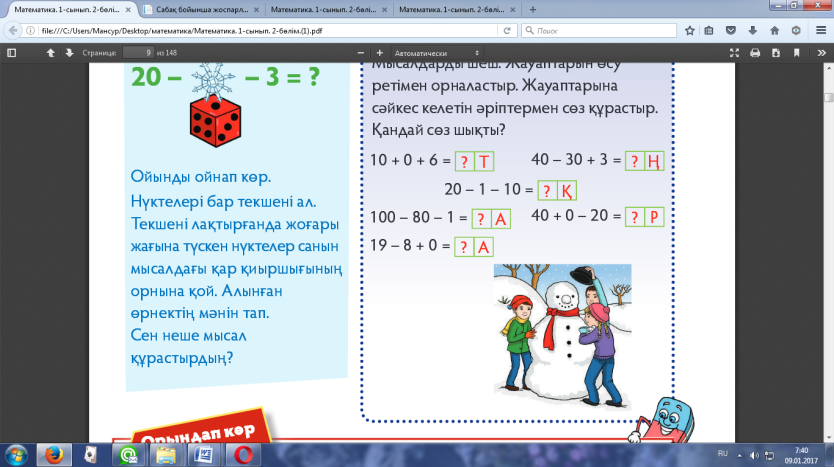 Математика. 1-сынып. 2-бөлі...
Сабақ бойынша жоспарл...
Математика. 1-сынып. 2-бөлі...
Математика. 1-сынып. 2-бөлі...
file:///C:/Users/Мансур/Desktop/математика/Математика. 1-сынып. 2-бөлім.(1).pdf
Поиск
Страница: 9 из 148
Автоматически
20 – – 3 = ?
Ойынды ойнап көр.
Нүктелері бар текшені ал.
Текшені лақтырғанда жоғары
жағына түскен нүктелер санын
мысалдағы қар қиыршығының
орнына қой. Алынған
өрнектің мәнін тап.
Сен неше мысал
құрастырдың?
Мысалдарды шеш. Жауаптарын өсу
ретімен орналастыр. Жауаптарына
сәйкес келетін әріптермен сөз құрастыр.
Қандай сөз шықты?
10 + 0 + 6 = ? Т 40 – 30 + 3 = ? Ң
20 – 1 – 10 = ? Қ
100 – 80 – 1 = ? А 40 + 0 – 20 = ? Р
19 – 8 + 0 = ? А
Орындап көр
RU
7:40
09.01.2017